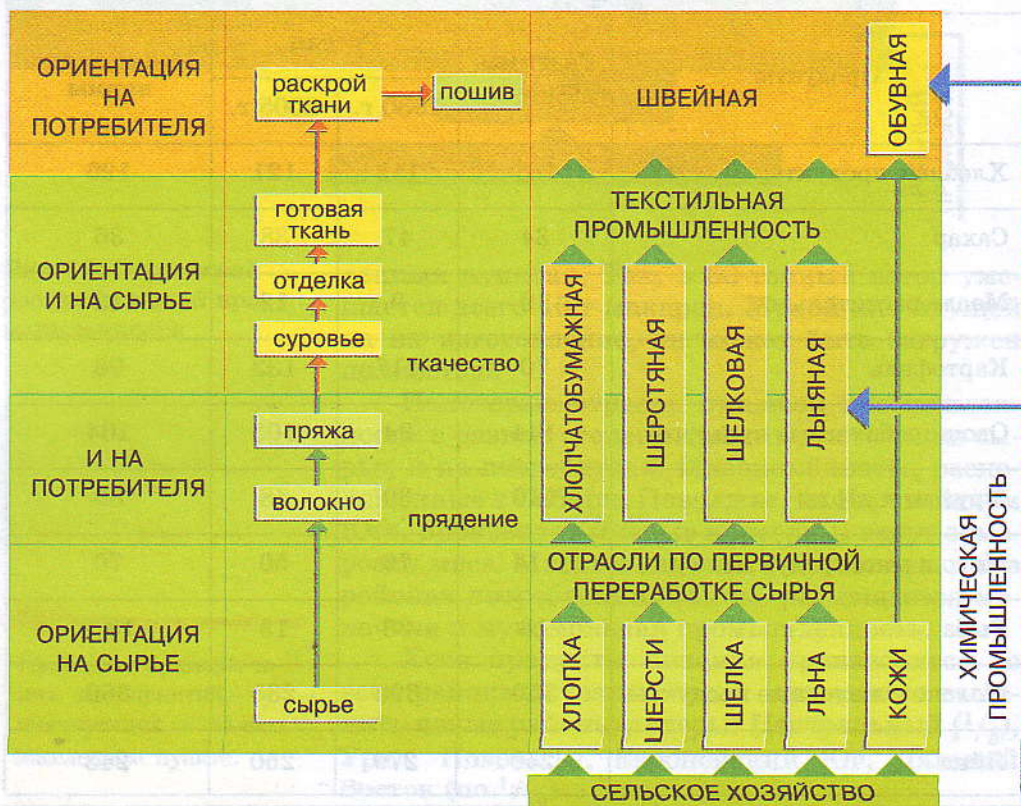 ОРИЕНТАЦИЯ
НА
ПОТРЕБИТЕЛЯ
раскрой
ткани
пошив
ШВЕЙНАЯ
ОБУВНАЯ
ОРИЕНТАЦИЯ
И НА СЫРЬЕ
готовая
ткань
отделка
суровье
ткачество
ТЕКСТИЛЬНАЯ
ПРОМЫШЛЕННОСТЬ
ХЛОПЧАТОБУМАЖНАЯ
ШЕРСТЯНАЯ
ШЕЛКОВАЯ
ЛЬНЯНАЯ
И НА
ПОТРЕБИТЕЛЯ
пряжа
волокно
прядение
ХИМИЧЕСКАЯ
ПРОМЫШЛЕННОСТЬ
ОРИЕНТАЦИЯ
НА СЫРЬЕ
сырье
ОТРАСЛИ ПО ПЕРВИЧНОЙ
ПЕРЕРАБОТКЕ СЫРЬЯ
ХЛОПКА
ШЕРСТИ
ШЕЛКА
ЛЬНА
КОЖИ
СЕЛЬСКОЕ ХОЗЯЙСТВО